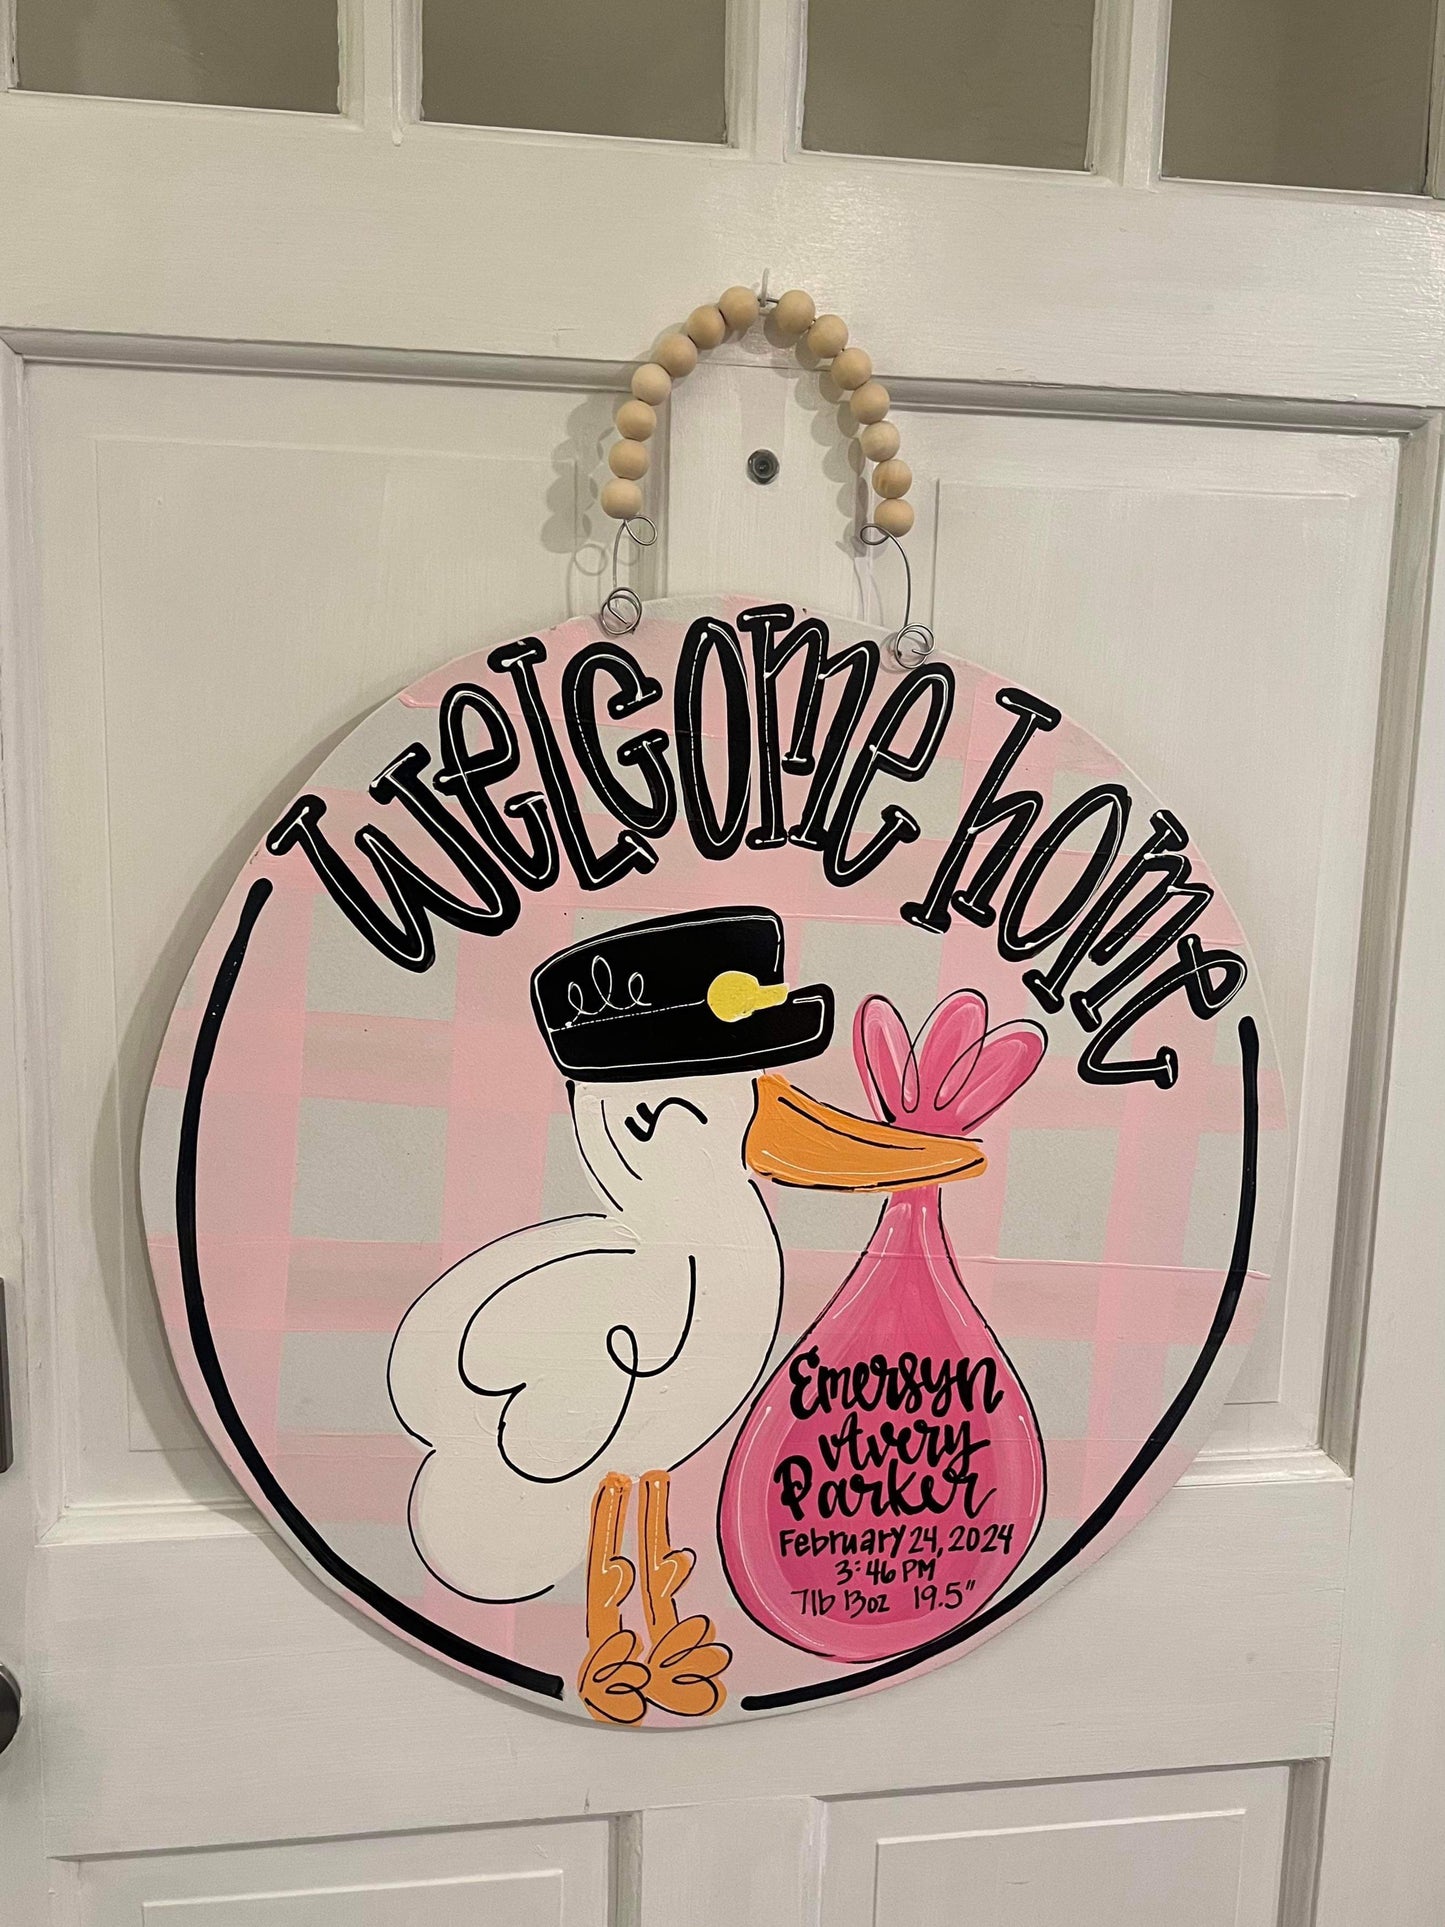 welcome home
Emersyn
Avery
Parker
February 24, 2024
3:46 PM
7lb 13oz 19.5"